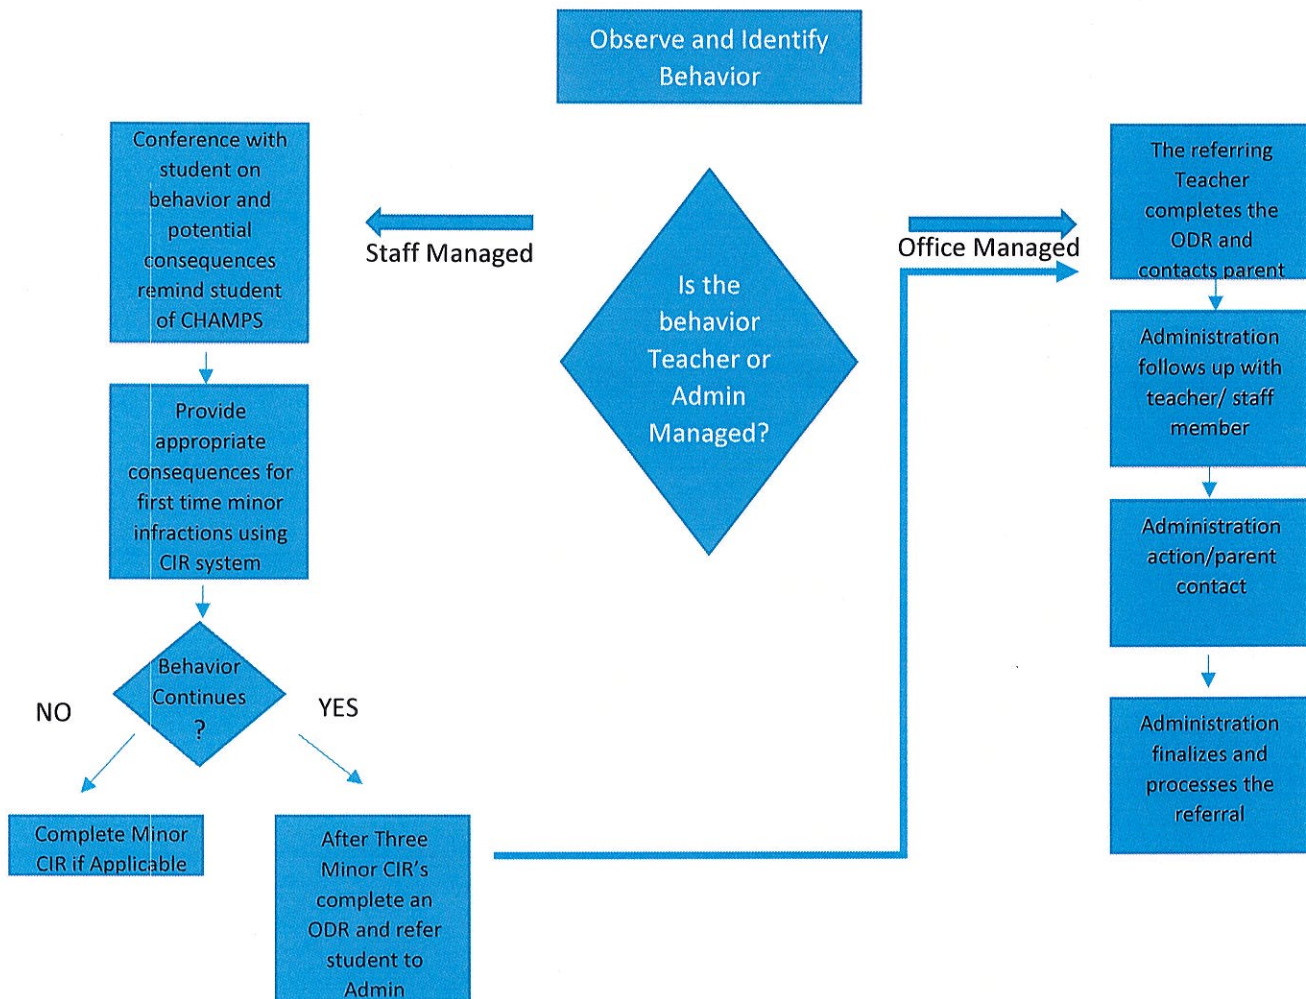 Observe and Identify
Behavior
Conference with
student on
behavior and
potential
consequences
remind student
of CHAMPS
Staff Managed
Is the
behavior
Teacher or
Admin
Managed?
Office Managed
The referring
Teacher
completes the
ODR and
contacts parent
Provide
appropriate
consequences for
first time minor
infractions using
CIR system
Administration
follows up with
teacher/ staff
member
Administration
action/parent
contact
Behavior
Continues
?
NO
YES
Administration
finalizes and
processes the
referral
Complete Minor
CIR if Applicable
After Three
Minor CIR's
complete an
ODR and refer
student to
Admin